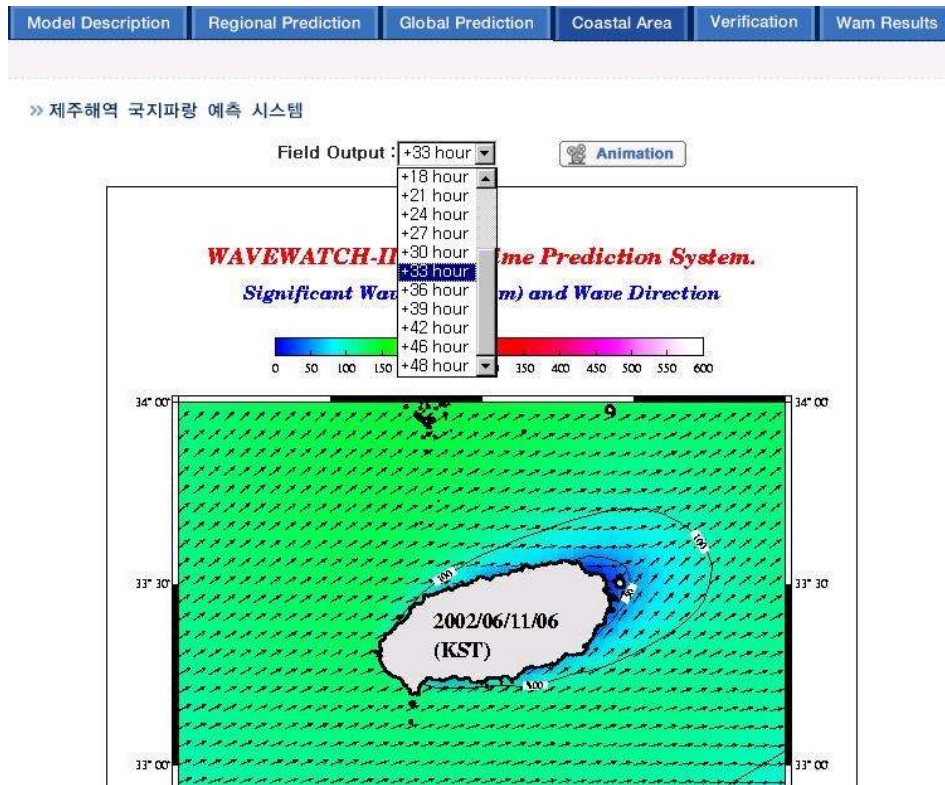 Model Description Regional Prediction Global Prediction Coastal Area Verification Wam Results
» 제주해역 국지파랑 예측 시스템
Field Output : +33 hour Animation
+18 hour
+21 hour
+24 hour
+27 hour
+30 hour
+33 hour
+36 hour
+39 hour
+42 hour
+46 hour
+48 hour
WAVEWATCH-II ime Prediction System.
Significant Wa m) and Wave Direction
0 50 100 150 350 400 450 500 550 600
34° 00' 34° 00'
100
100
33° 30' 33° 30'
50
2002/06/11/06
(KST)
100
33° 00' 33° 00'